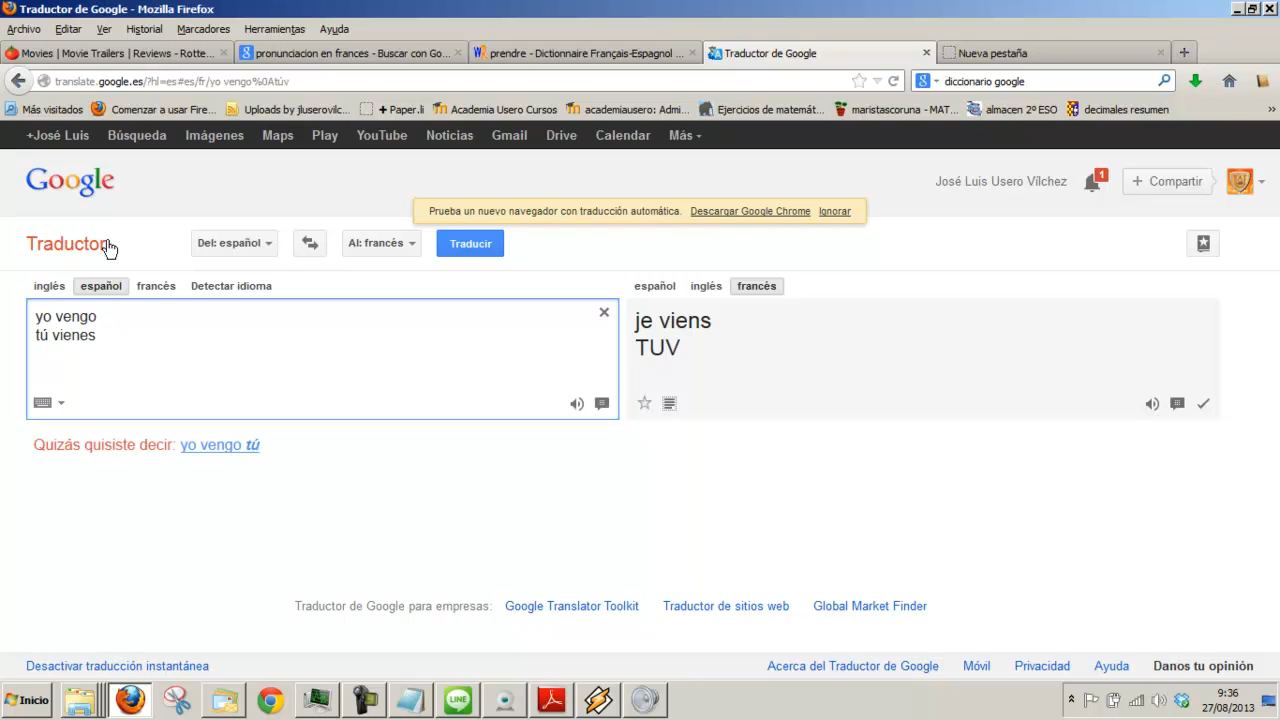 Traductor de Google - Mozilla Firefox
Archivo Editar Ver Historial Marcadores Herramientas Ayuda
Movies | Movie Trailers | Reviews - Rotte... pronunciacion en frances - Buscar con Go... prendre - Dictionnaire Français-Espagnol ... Traductor de Google Nueva pestaña
translate.google.es/?hl=es#es/fr/yo vengo%0Atúv diccionario google
Más visitados Comenzar a usar Fire... Uploads by jluserovilc... + Paper.li Academia Usero Cursos academiausero: Admi... Ejercicios de matemát... maristascoruna - MAT... almacen 2º ESO decimales resumen »
+José Luis Búsqueda Imágenes Maps Play YouTube Noticias Gmail Drive Calendar Más
Google José Luis Usero Vílchez 1 + Compartir
Prueba un nuevo navegador con traducción automática. Descargar Google Chrome Ignorar
Traductor Del: español Al: francés Traducir
inglés español francés Detectar idioma español inglés francés
yo vengo
tú vienes
je viens
TUV
Quizás quisiste decir: yo vengo tú
Traductor de Google para empresas: Google Translator Toolkit Traductor de sitios web Global Market Finder
Desactivar traducción instantánea Acerca del Traductor de Google Móvil Privacidad Ayuda Danos tu opinión
Inicio LINE 9:36
27/08/2013